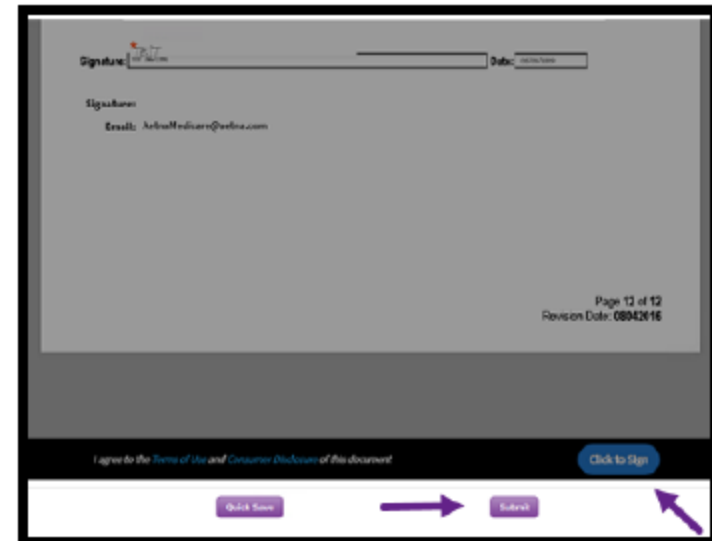 Signature: Date:
Signature:
Email: AetnaMedicare@aetna.com
Page 12 of 12
Revision Date: 08042016
I agree to the Terms of Use and Consumer Disclosure of this document
Click to Sign
Quick Save Submit